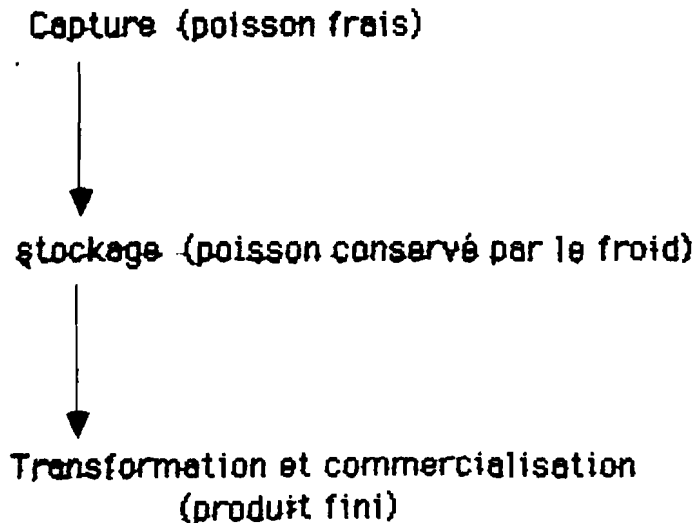 Capture (poisson frais)
stockage (poisson conservé par le froid)
Transformation et commercialisation
(produit fini)